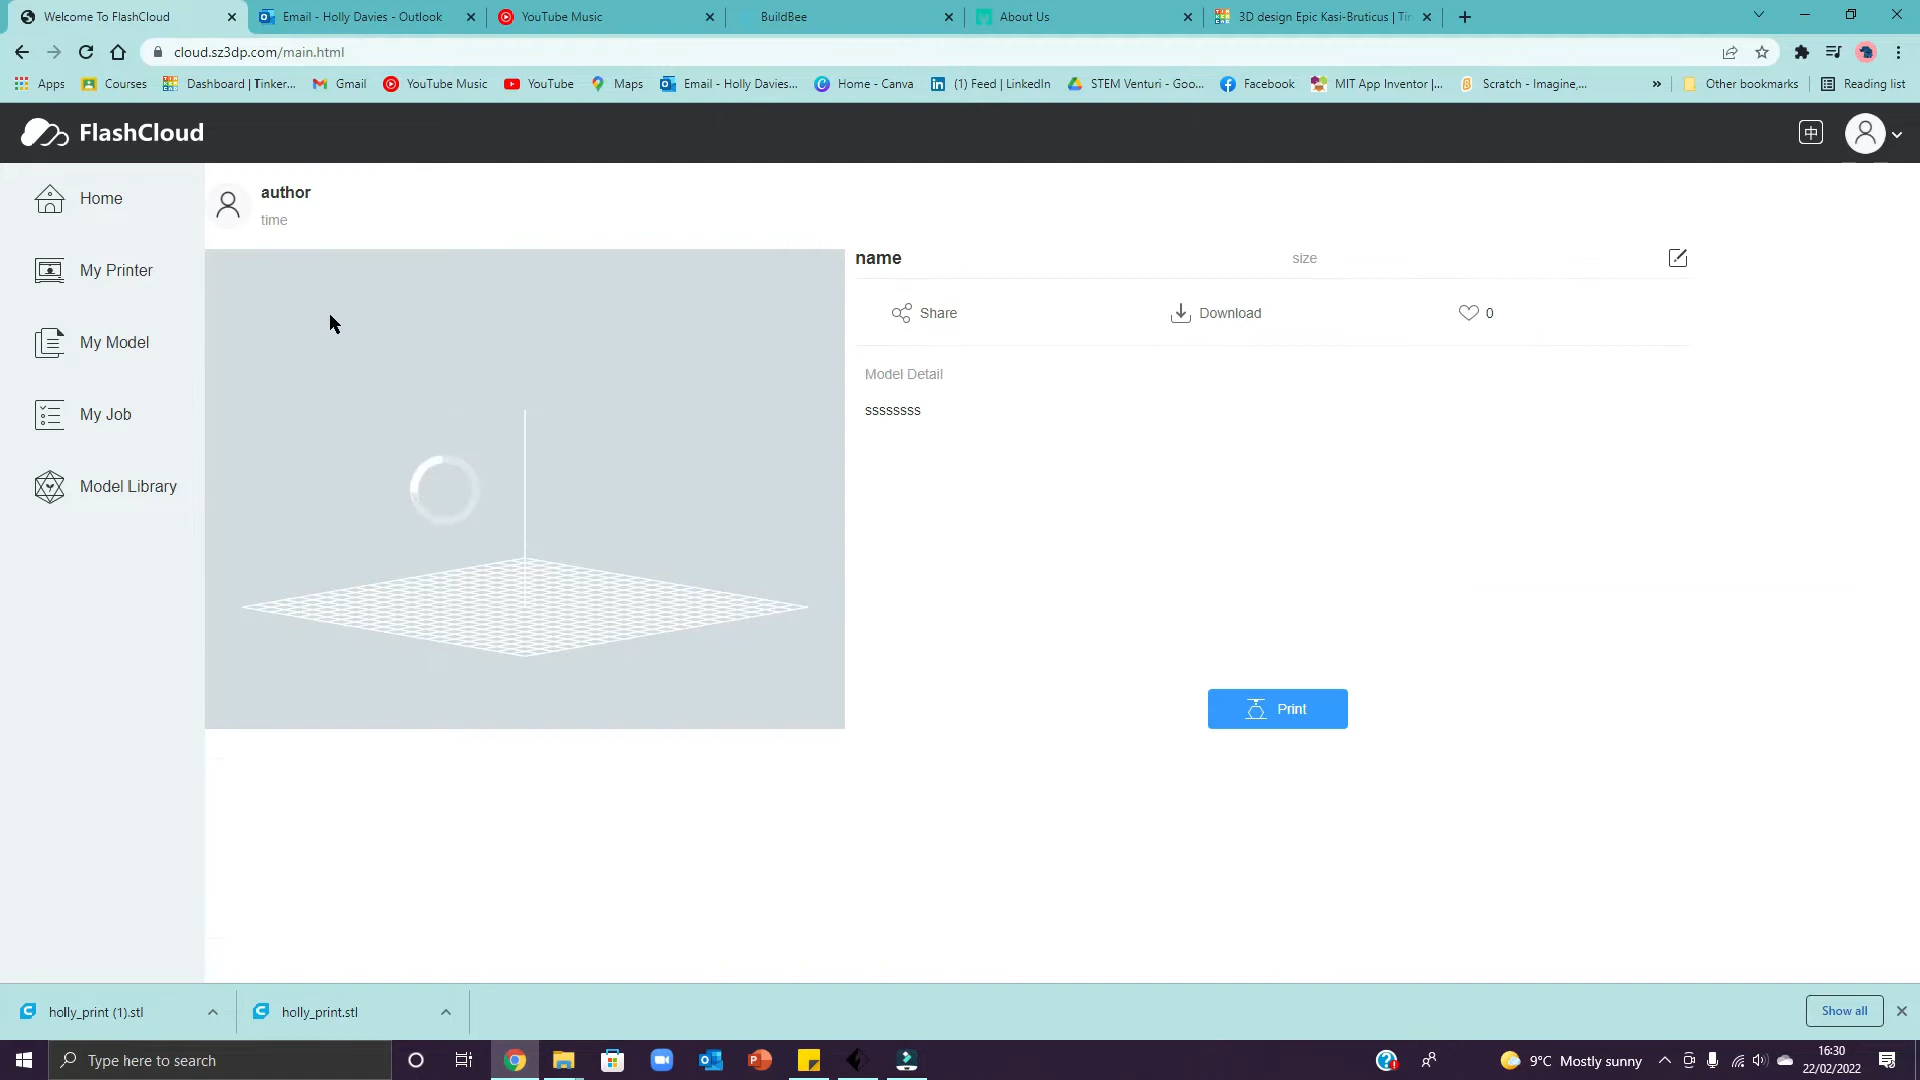 Welcome To FlashCloud
Email - Holly Davies - Outlook
YouTube Music
BuildBee
About Us
3D design Epic Kasi-Bruticus | Tin
cloud.sz3dp.com/main.html
Apps
Courses
Dashboard | Tinker...
Gmail
YouTube Music
YouTube
Maps
Email - Holly Davies...
Home - Canva
(1) Feed | LinkedIn
STEM Venturi - Goo...
Facebook
MIT App Inventor |...
Scratch - Imagine,...
»
Other bookmarks
Reading list
FlashCloud
中
Home
My Printer
My Model
My Job
Model Library
author
time
name
size
Share
Download
0
Model Detail
ssssssss
Print
holly_print (1).stl
holly_print.stl
Show all
Type here to search
9°C Mostly sunny
16:30
22/02/2022